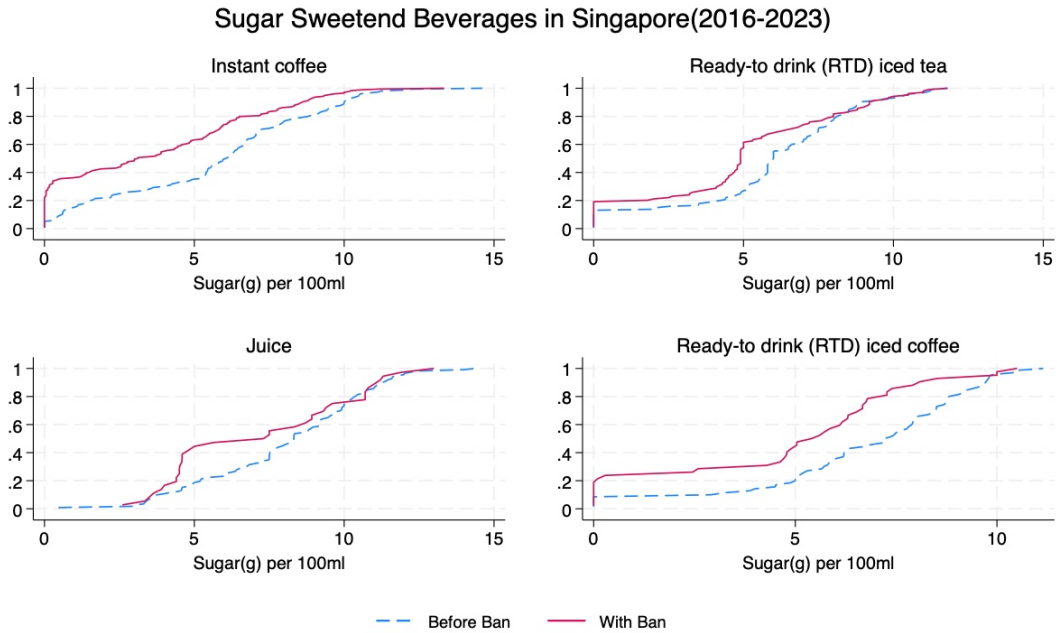 Sugar Sweetend Beverages in Singapore(2016-2023)
Instant coffee
1
.8
.6
.4
.2
0
0 5 10 15
Sugar(g) per 100ml
Ready-to drink (RTD) iced tea
1
.8
.6
.4
.2
0
0 5 10 15
Sugar(g) per 100ml
Juice
1
.8
.6
.4
.2
0
0 5 10 15
Sugar(g) per 100ml
Ready-to drink (RTD) iced coffee
1
.8
.6
.4
.2
0
0 5 10
Sugar(g) per 100ml
Before Ban With Ban